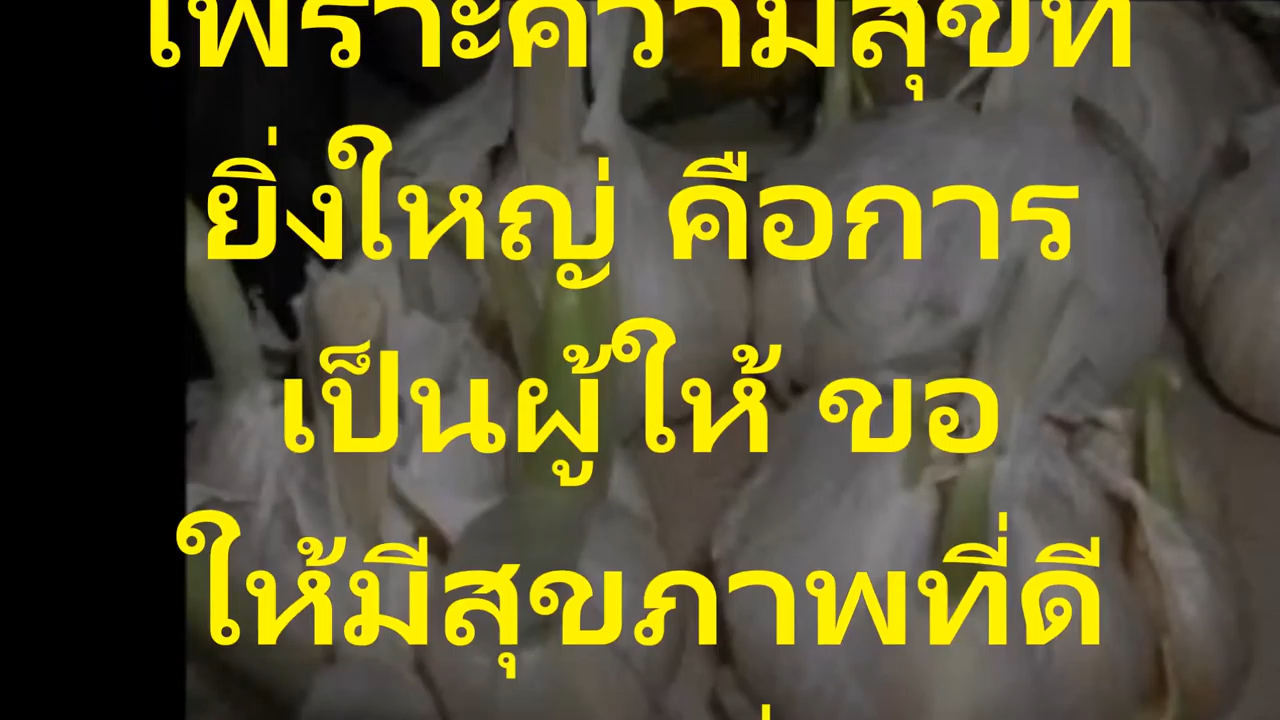 เพราะความสุขที่
ยิ่งใหญ่ คือการ
เป็นผู้ให้ ขอ
ให้มีสุขภาพที่ดี